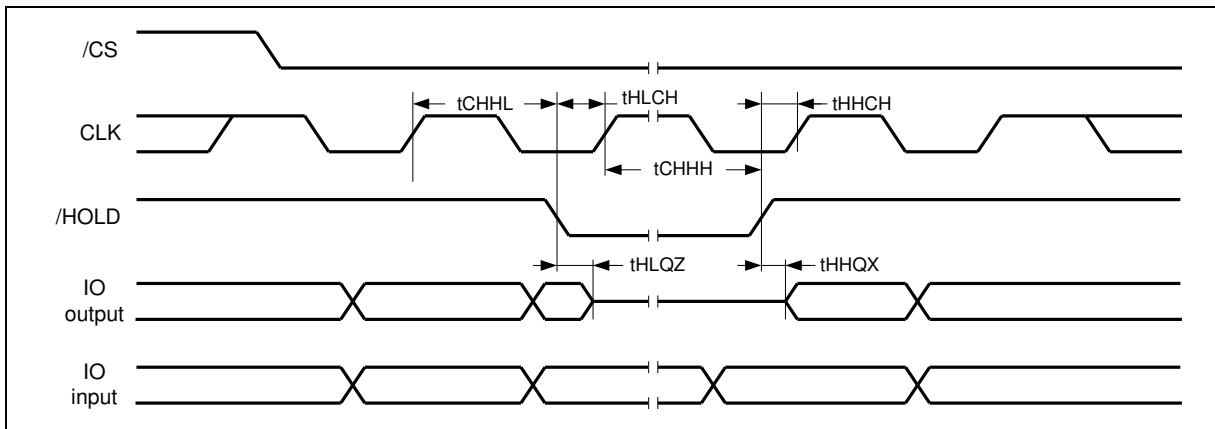 /CS
tCHHL
tHLCH
tHHCH
CLK
tCHHH
/HOLD
tHLQZ
tHHQX
IO
output
IO
input